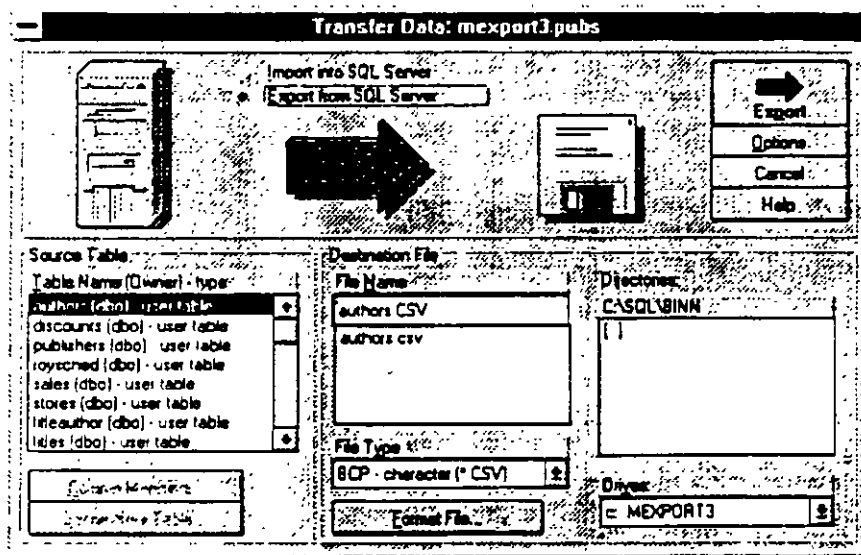 Transfer Data: mexport3.pubs
Import into SQL Server
Export from SQL Server
Export
Options
Cancel
Help
Source Table
Table Name (Owner) - type
authors (dbo) - user table
discounts (dbo) - user table
publishers (dbo) - user table
roysched (dbo) - user table
sales (dbo) - user table
stores (dbo) - user table
titleauthor (dbo) - user table
titles (dbo) - user table
Destination File
File Name
authors CSV
authors csv
File Type
BCP - character (*.CSV)
Format File...
Directories:
C:\SQL\BINN
[ ]
Drives:
c: MEXPORT3